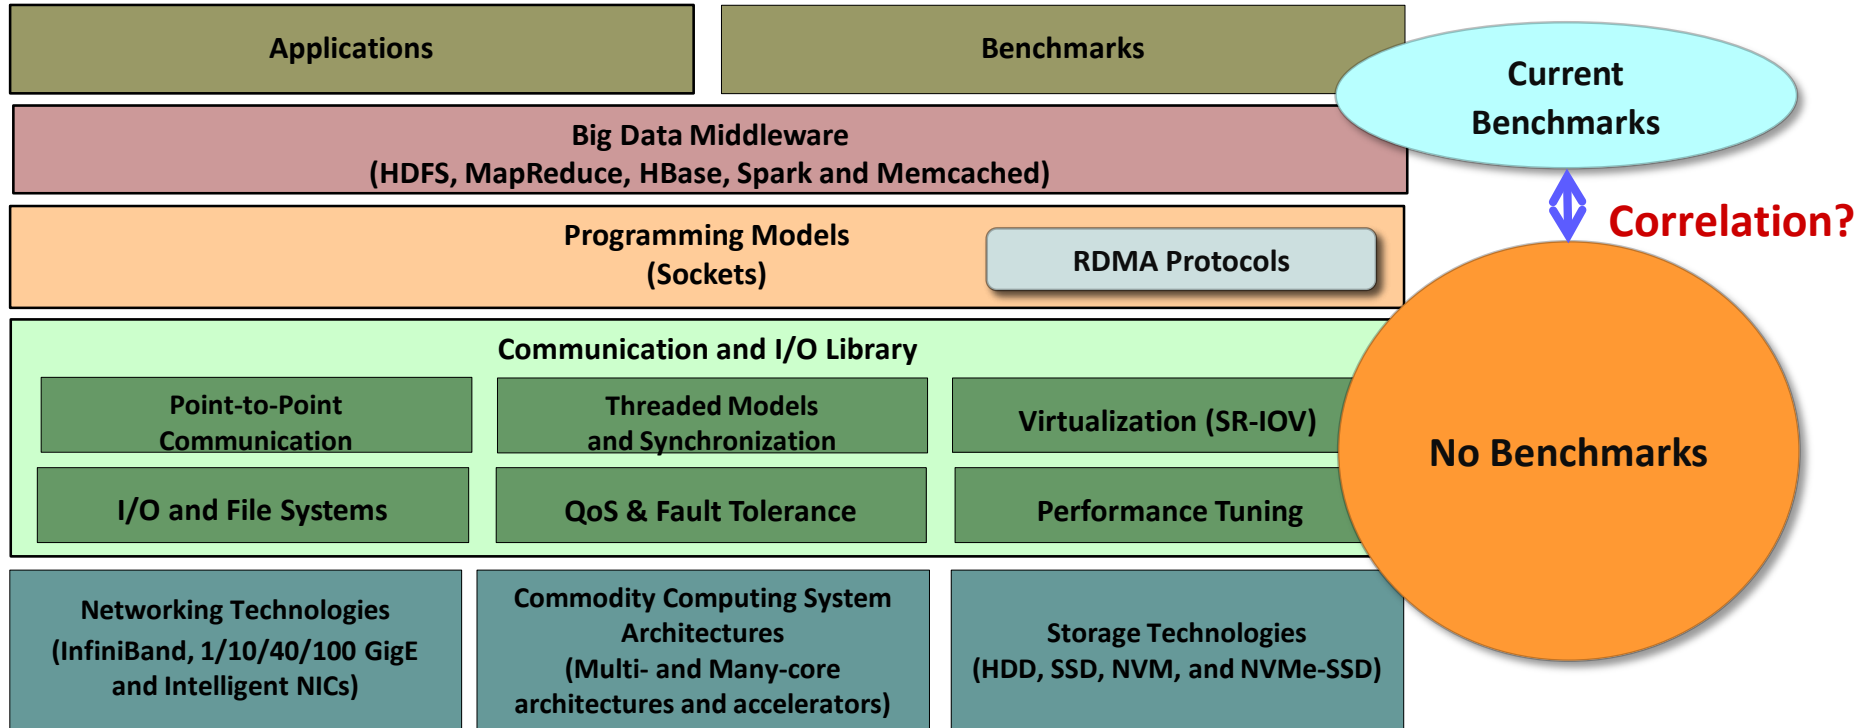 Applications
Benchmarks
Current
Benchmarks
Big Data Middleware
(HDFS, MapReduce, HBase, Spark and Memcached)
Correlation?
Programming Models
(Sockets)
RDMA Protocols
Communication and I/O Library
Point-to-Point
Communication
Threaded Models
and Synchronization
Virtualization (SR-IOV)
I/O and File Systems
QoS & Fault Tolerance
Performance Tuning
No Benchmarks
Networking Technologies
(InfiniBand, 1/10/40/100 GigE
and Intelligent NICs)
Commodity Computing System
Architectures
(Multi- and Many-core
architectures and accelerators)
Storage Technologies
(HDD, SSD, NVM, and NVMe-SSD)